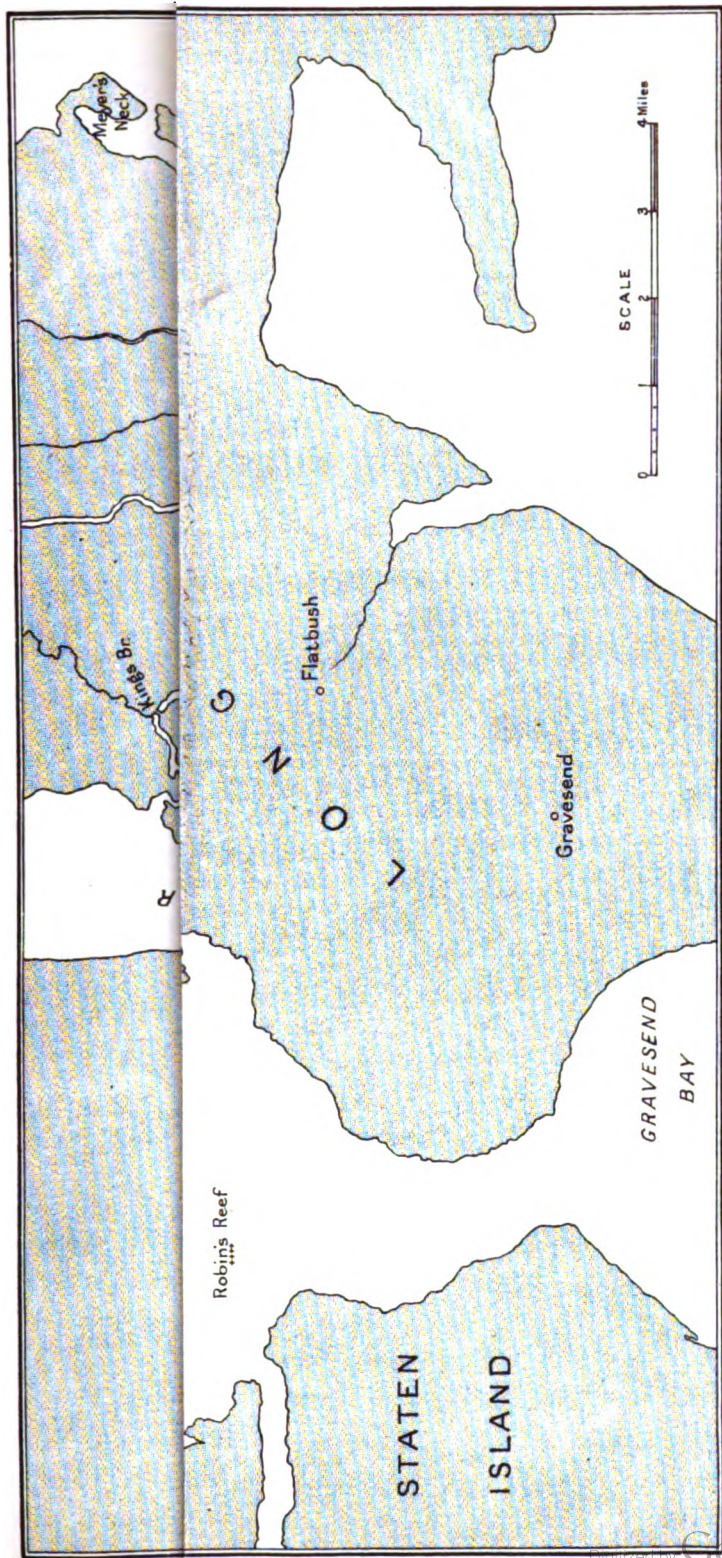 Meyer's
Neck
Kings Br.
R
G
N
O
L
Flatbush
Gravesend
Robin's Reef
STATEN
ISLAND
GRAVESEND
BAY
SCALE
0 1 2 3 4 Miles